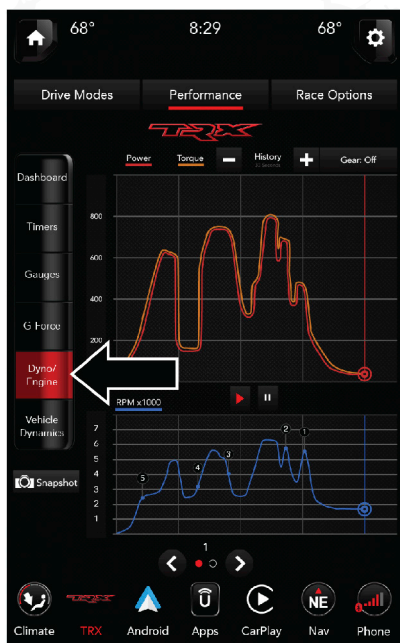 68° 8:29 68°
Drive Modes Performance Race Options
TRX
Power Torque − History + Gear: Off
Dashboard
Timers
Gauges
G Force
Dyno/
Engine
Vehicle
Dynamics
Snapshot
800
600
400
200
RPM x1000
7
6
5
4
3
2
1
5 4 3 2 1
1
NE
Climate TRX Android Apps CarPlay Nav Phone